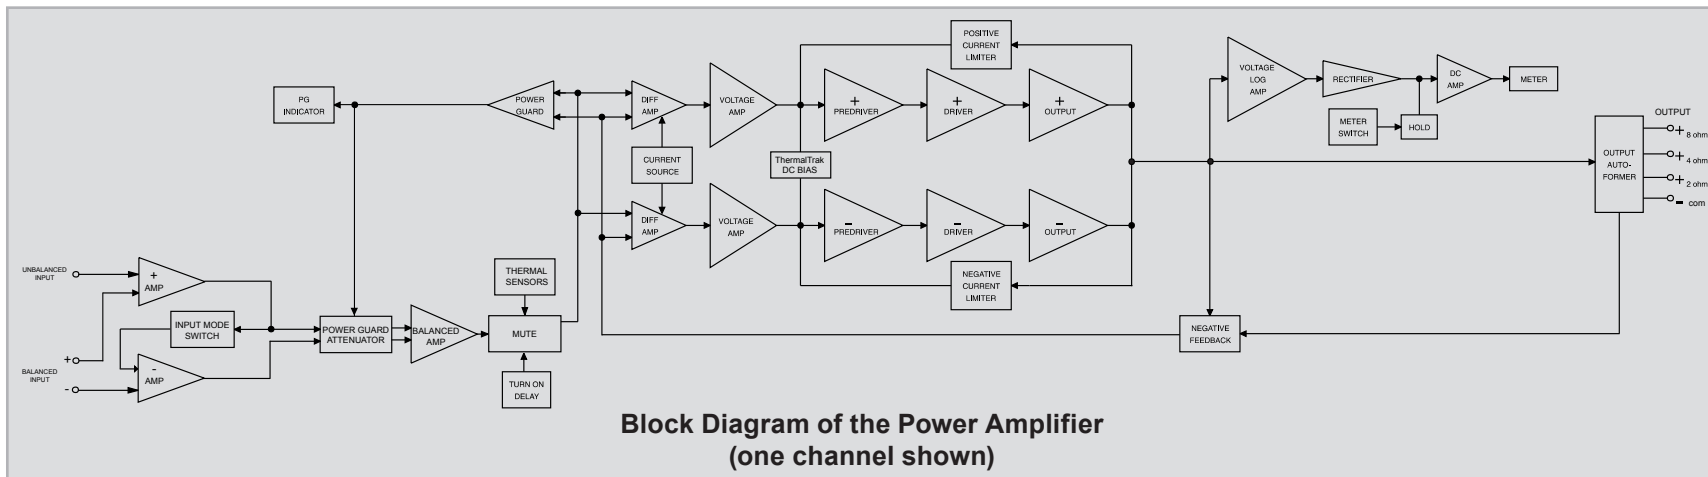 POSITIVE
CURRENT
LIMITER
VOLTAGE
LOG
AMP
RECTIFIER
DC
AMP
METER
PG
INDICATOR
POWER
GUARD
DIFF
AMP
VOLTAGE
AMP
+
PREDRIVER
+
DRIVER
+
OUTPUT
METER
SWITCH
HOLD
OUTPUT
+ 8 ohm
+ 4 ohm
+ 2 ohm
- com
OUTPUT
AUTO-
FORMER
CURRENT
SOURCE
ThermalTrak
DC BIAS
DIFF
AMP
VOLTAGE
AMP
-
PREDRIVER
-
DRIVER
-
OUTPUT
UNBALANCED
INPUT
+
AMP
THERMAL
SENSORS
NEGATIVE
CURRENT
LIMITER
INPUT MODE
SWITCH
POWER GUARD
ATTENUATOR
BALANCED
AMP
MUTE
NEGATIVE
FEEDBACK
+
BALANCED
INPUT
-
-
AMP
TURN ON
DELAY
Block Diagram of the Power Amplifier
(one channel shown)